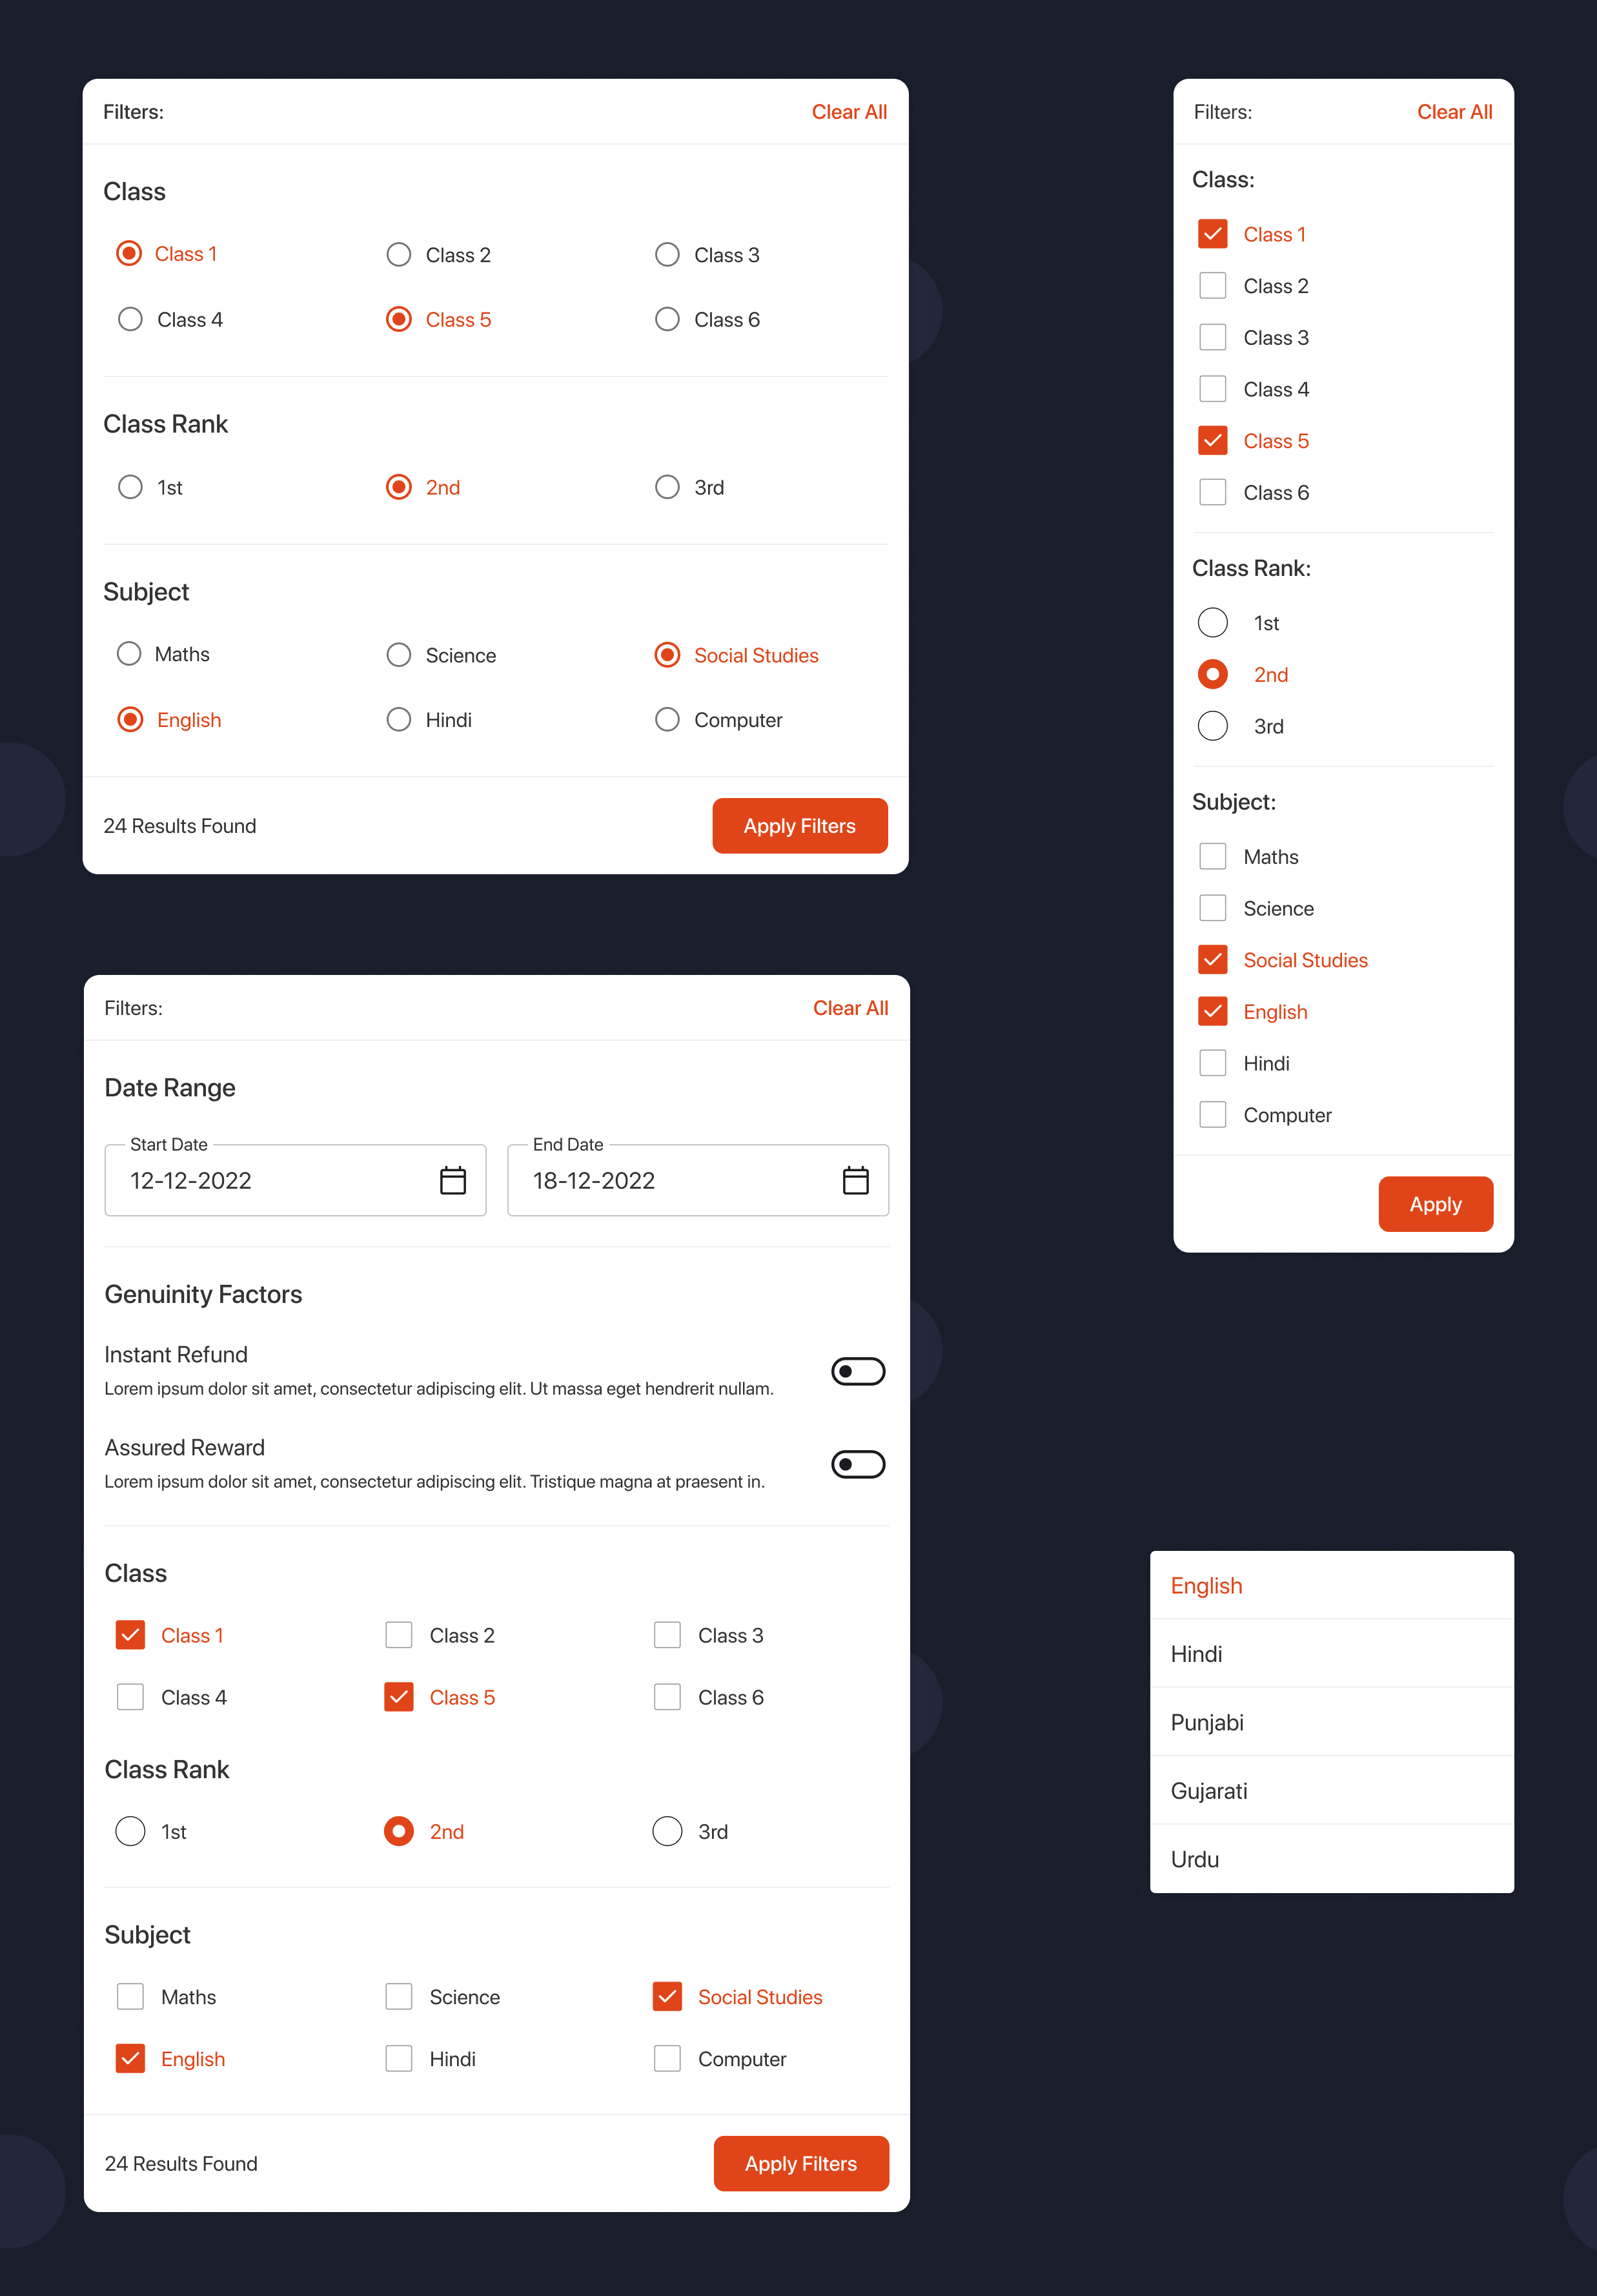 Filters: Clear All
Class
Class 1 Class 2 Class 3
Class 4 Class 5 Class 6
Class Rank
1st 2nd 3rd
Subject
Maths Science Social Studies
English Hindi Computer
24 Results Found Apply Filters
Filters: Clear All
Class:
Class 1
Class 2
Class 3
Class 4
Class 5
Class 6
Class Rank:
1st
2nd
3rd
Subject:
Maths
Science
Social Studies
English
Hindi
Computer
Apply
Filters: Clear All
Date Range
Start Date End Date
12-12-2022 18-12-2022
Genuinity Factors
Instant Refund
Lorem ipsum dolor sit amet, consectetur adipiscing elit. Ut massa eget hendrerit nullam.
Assured Reward
Lorem ipsum dolor sit amet, consectetur adipiscing elit. Tristique magna at praesent in.
Class
Class 1 Class 2 Class 3
Class 4 Class 5 Class 6
Class Rank
1st 2nd 3rd
Subject
Maths Science Social Studies
English Hindi Computer
24 Results Found Apply Filters
English
Hindi
Punjabi
Gujarati
Urdu